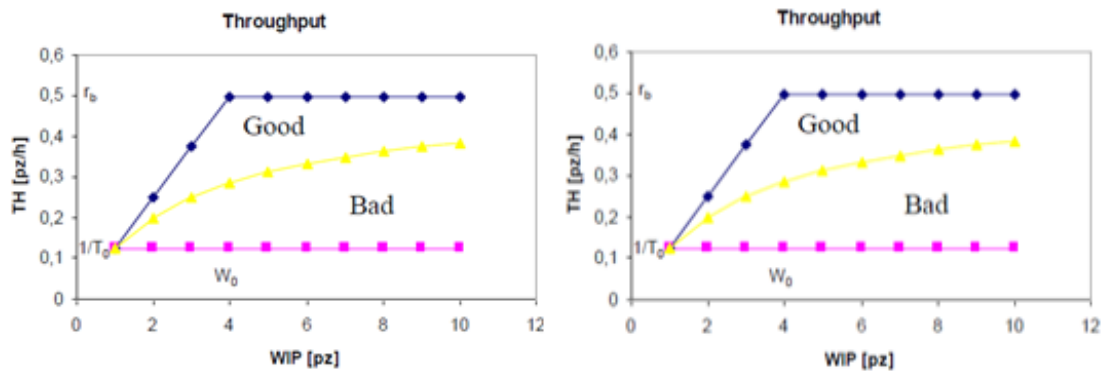 Throughput
0,6
r_b
0,5
Good
0,4
TH [pz/h]
0,3
Bad
0,2
1/T_0
0,1
W_0
0
0 2 4 6 8 10 12
WIP [pz]
Throughput
0,6
r_b
0,5
Good
0,4
TH [pz/h]
0,3
Bad
0,2
1/T_0
0,1
W_0
0
0 2 4 6 8 10 12
WIP [pz]